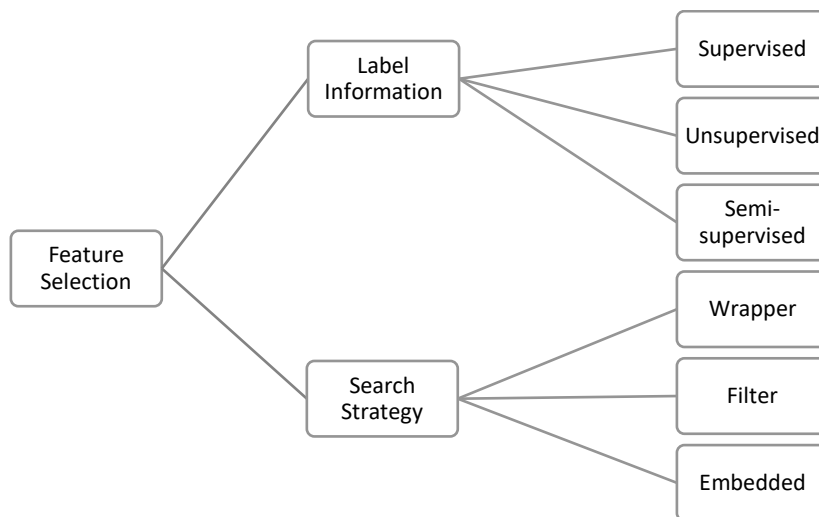 Feature
Selection
Label
Information
Supervised
Unsupervised
Semi-
supervised
Search
Strategy
Wrapper
Filter
Embedded